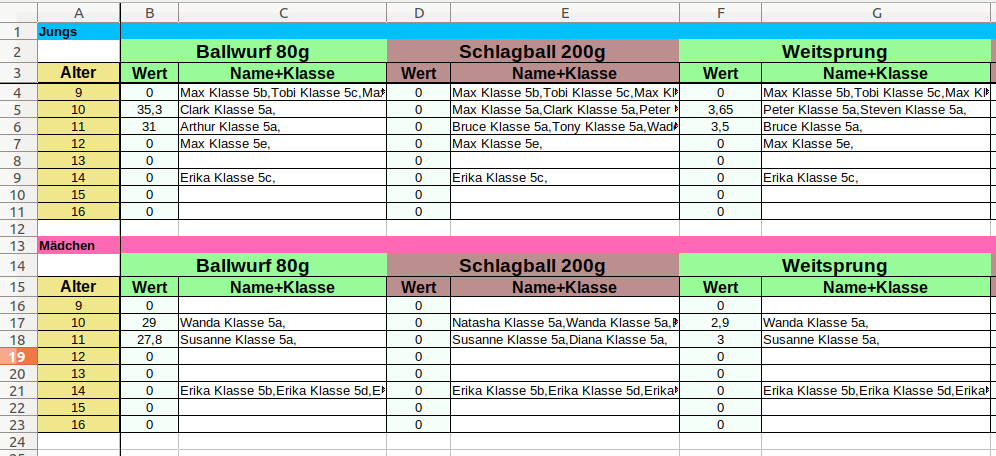 A B C D E F G
1 Jungs
2 Ballwurf 80g Schlagball 200g Weitsprung
3 Alter Wert Name+Klasse Wert Name+Klasse Wert Name+Klasse
4 9 0 Max Klasse 5b,Tobi Klasse 5c,Ma 0 Max Klasse 5b,Tobi Klasse 5c,Max Kl 0 Max Klasse 5b,Tobi Klasse 5c,Max Kl
5 10 35,3 Clark Klasse 5a, 0 Max Klasse 5a,Clark Klasse 5a,Peter 3,65 Peter Klasse 5a,Steven Klasse 5a,
6 11 31 Arthur Klasse 5a, 0 Bruce Klasse 5a,Tony Klasse 5a,Wad 3,5 Bruce Klasse 5a,
7 12 0 Max Klasse 5e, 0 Max Klasse 5e, 0 Max Klasse 5e,
8 13 0 0 0
9 14 0 Erika Klasse 5c, 0 Erika Klasse 5c, 0 Erika Klasse 5c,
10 15 0 0 0
11 16 0 0 0
12
13 Mädchen
14 Ballwurf 80g Schlagball 200g Weitsprung
15 Alter Wert Name+Klasse Wert Name+Klasse Wert Name+Klasse
16 9 0 0 0
17 10 29 Wanda Klasse 5a, 0 Natasha Klasse 5a,Wanda Klasse 5a, 2,9 Wanda Klasse 5a,
18 11 27,8 Susanne Klasse 5a, 0 Susanne Klasse 5a,Diana Klasse 5a, 3 Susanne Klasse 5a,
19 12 0 0 0
20 13 0 0 0
21 14 0 Erika Klasse 5b,Erika Klasse 5d,E 0 Erika Klasse 5b,Erika Klasse 5d,Erika 0 Erika Klasse 5b,Erika Klasse 5d,Erika
22 15 0 0 0
23 16 0 0 0
24